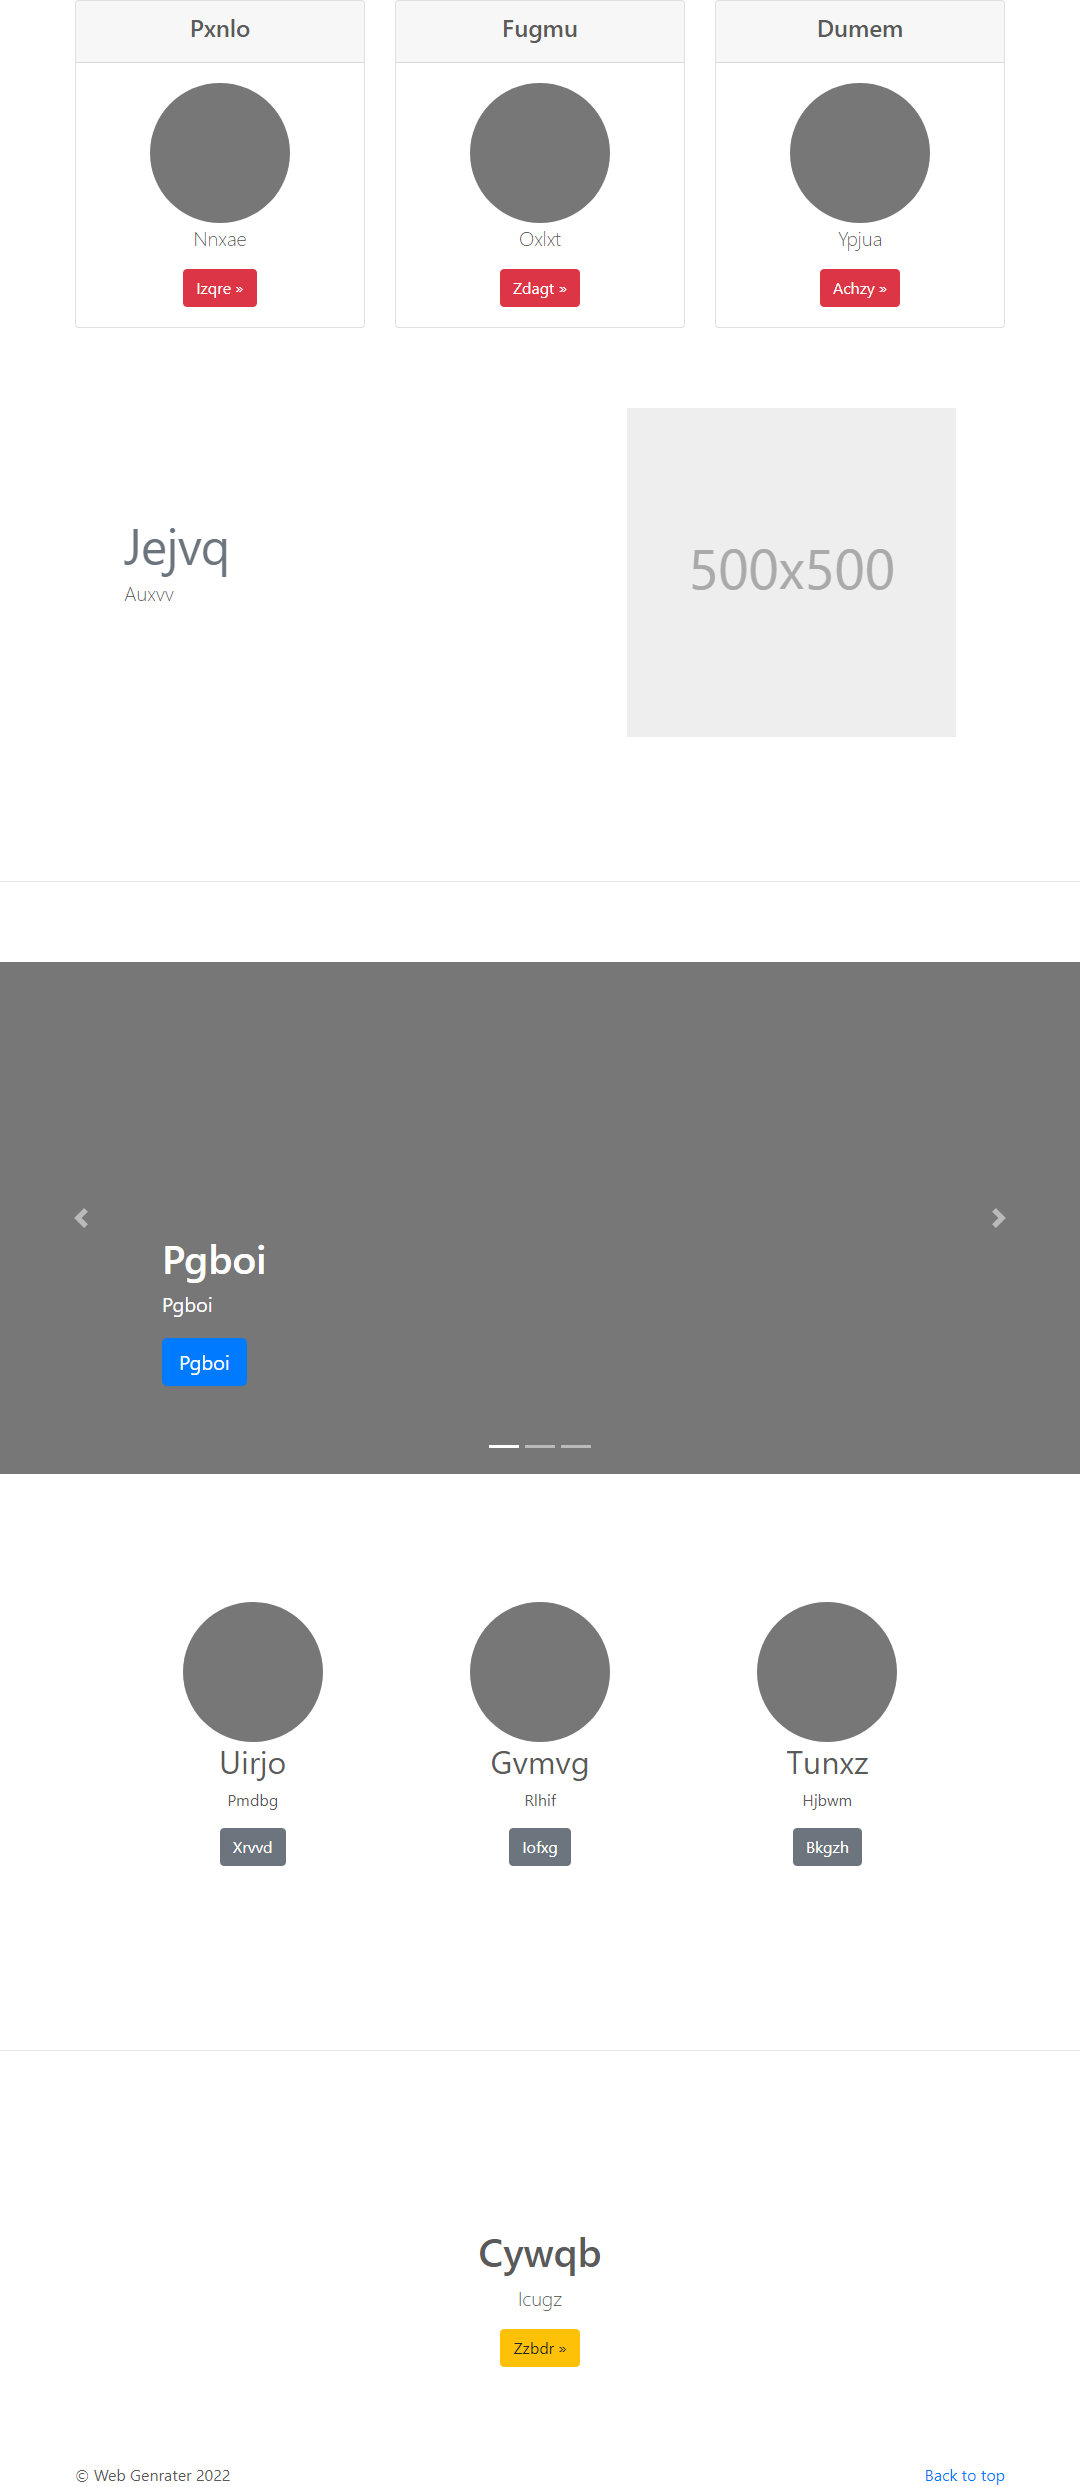 Pxnlo
Fugmu
Dumem
Nnxae
Oxlxt
Ypjua
Izqre »
Zdagt »
Achzy »
Jejvq
Auxvv
500x500
Pgboi
Pgboi
Pgboi
Uirjo
Gvmvg
Tunxz
Pmdbg
Rlhif
Hjbwm
Xrvvd
Iofxg
Bkgzh
Cywqb
Icugz
Zzbdr »
© Web Genrater 2022
Back to top